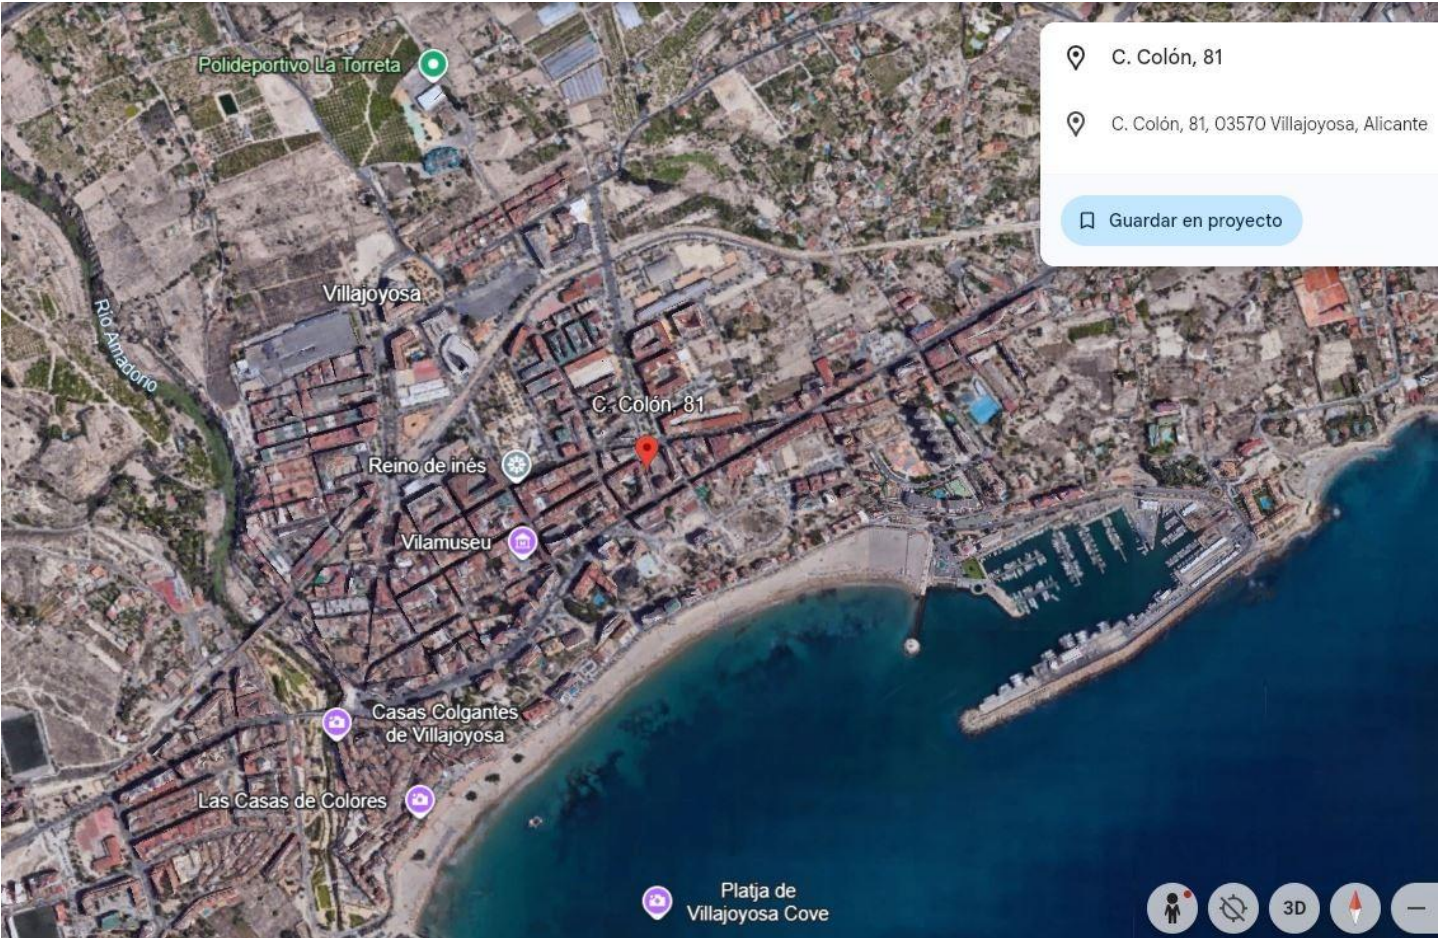 Polideportivo La Torreta
C. Colón, 81
C. Colón, 81, 03570 Villajoyosa, Alicante
Guardar en proyecto
Villajoyosa
Río Amadorio
C. Colón, 81
Reino de inés
Vilamuseu
Casas Colgantes
de Villajoyosa
Las Casas de Colores
Platja de
Villajoyosa Cove
3D